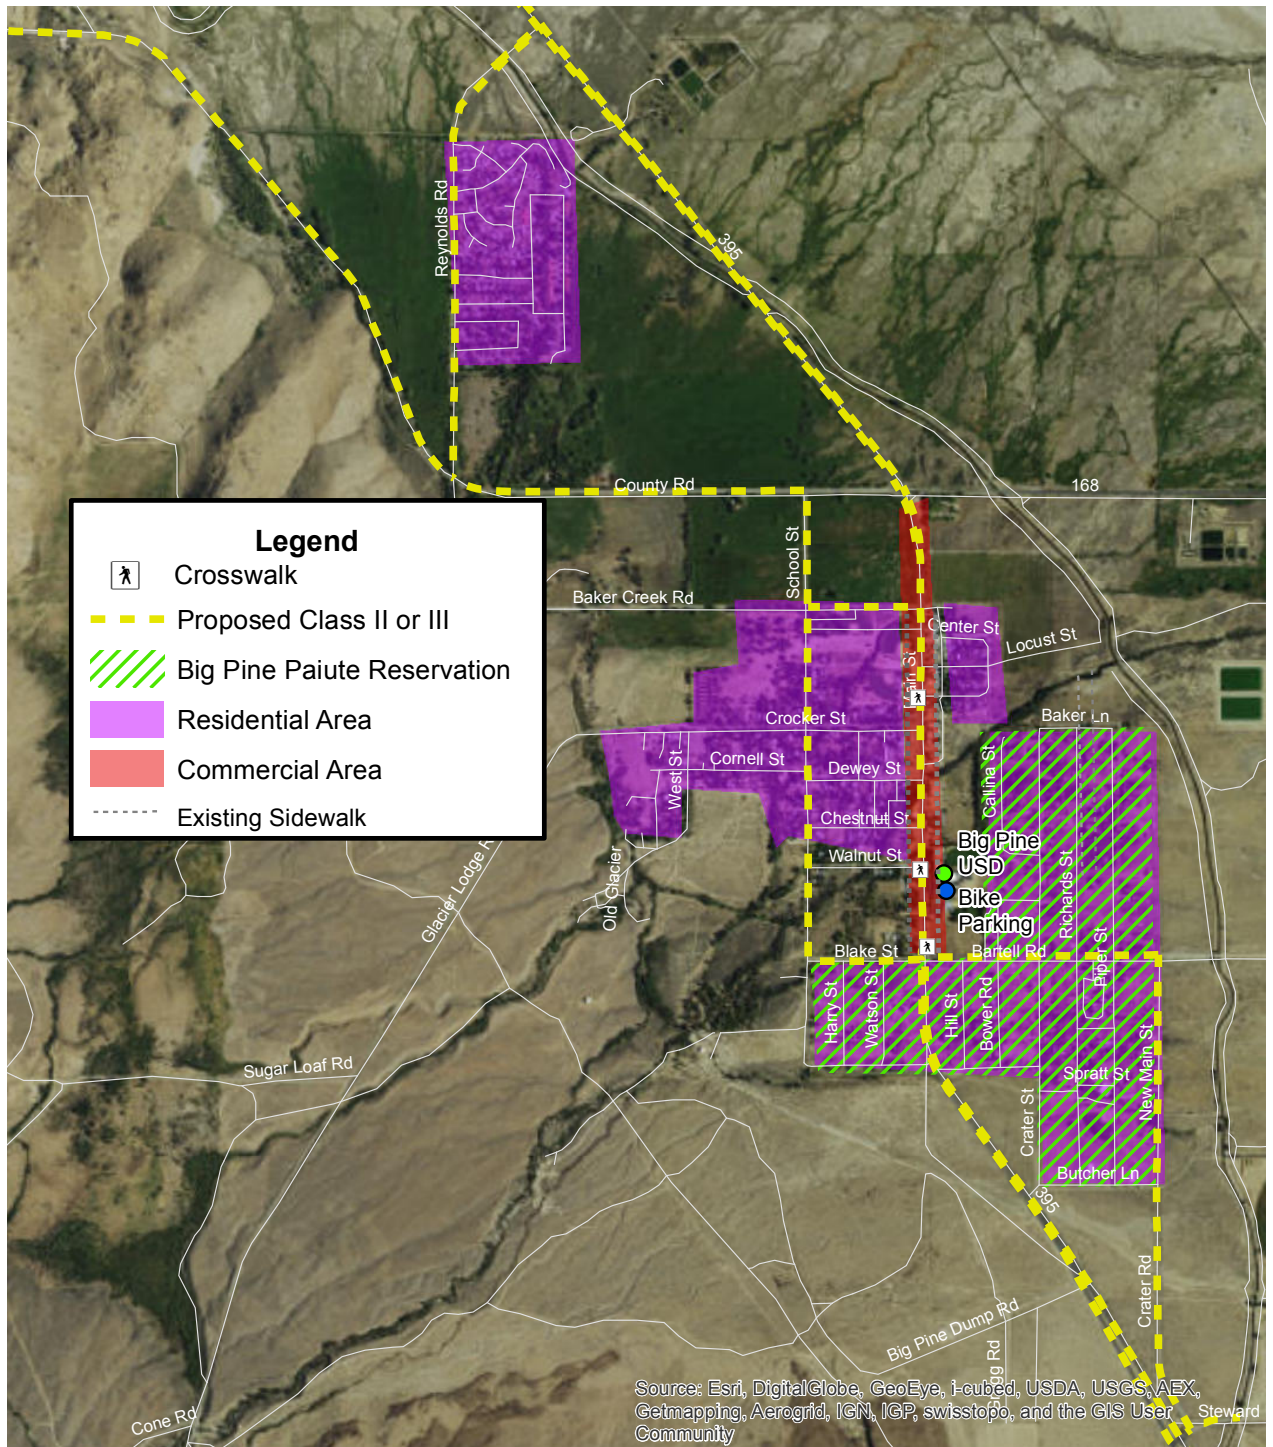 395
Reynolds Rd
County Rd
168
School St
Baker Creek Rd
Center St
Locust St
Main St
Crocker St
Baker Ln
West St
Cornell St
Dewey St
Callina St
Chestnut St
Walnut St
Big Pine
USD
Bike
Parking
Richards St
Old Glacier
Glacier Lodge R
Blake St
Bartell Rd
Piper St
Harry St
Watson St
Hill St
Bower Rd
Spratt St
New Main St
Crater St
Butcher Ln
Sugar Loaf Rd
395
Crater Rd
Big Pine Dump Rd
Cone Rd
Steward
Legend
Crosswalk
Proposed Class II or III
Big Pine Paiute Reservation
Residential Area
Commercial Area
Existing Sidewalk
Source: Esri, DigitalGlobe, GeoEye, i-cubed, USDA, USGS, AEX,
Getmapping, Aerogrid, IGN, IGP, swisstopo, and the GIS User
Community